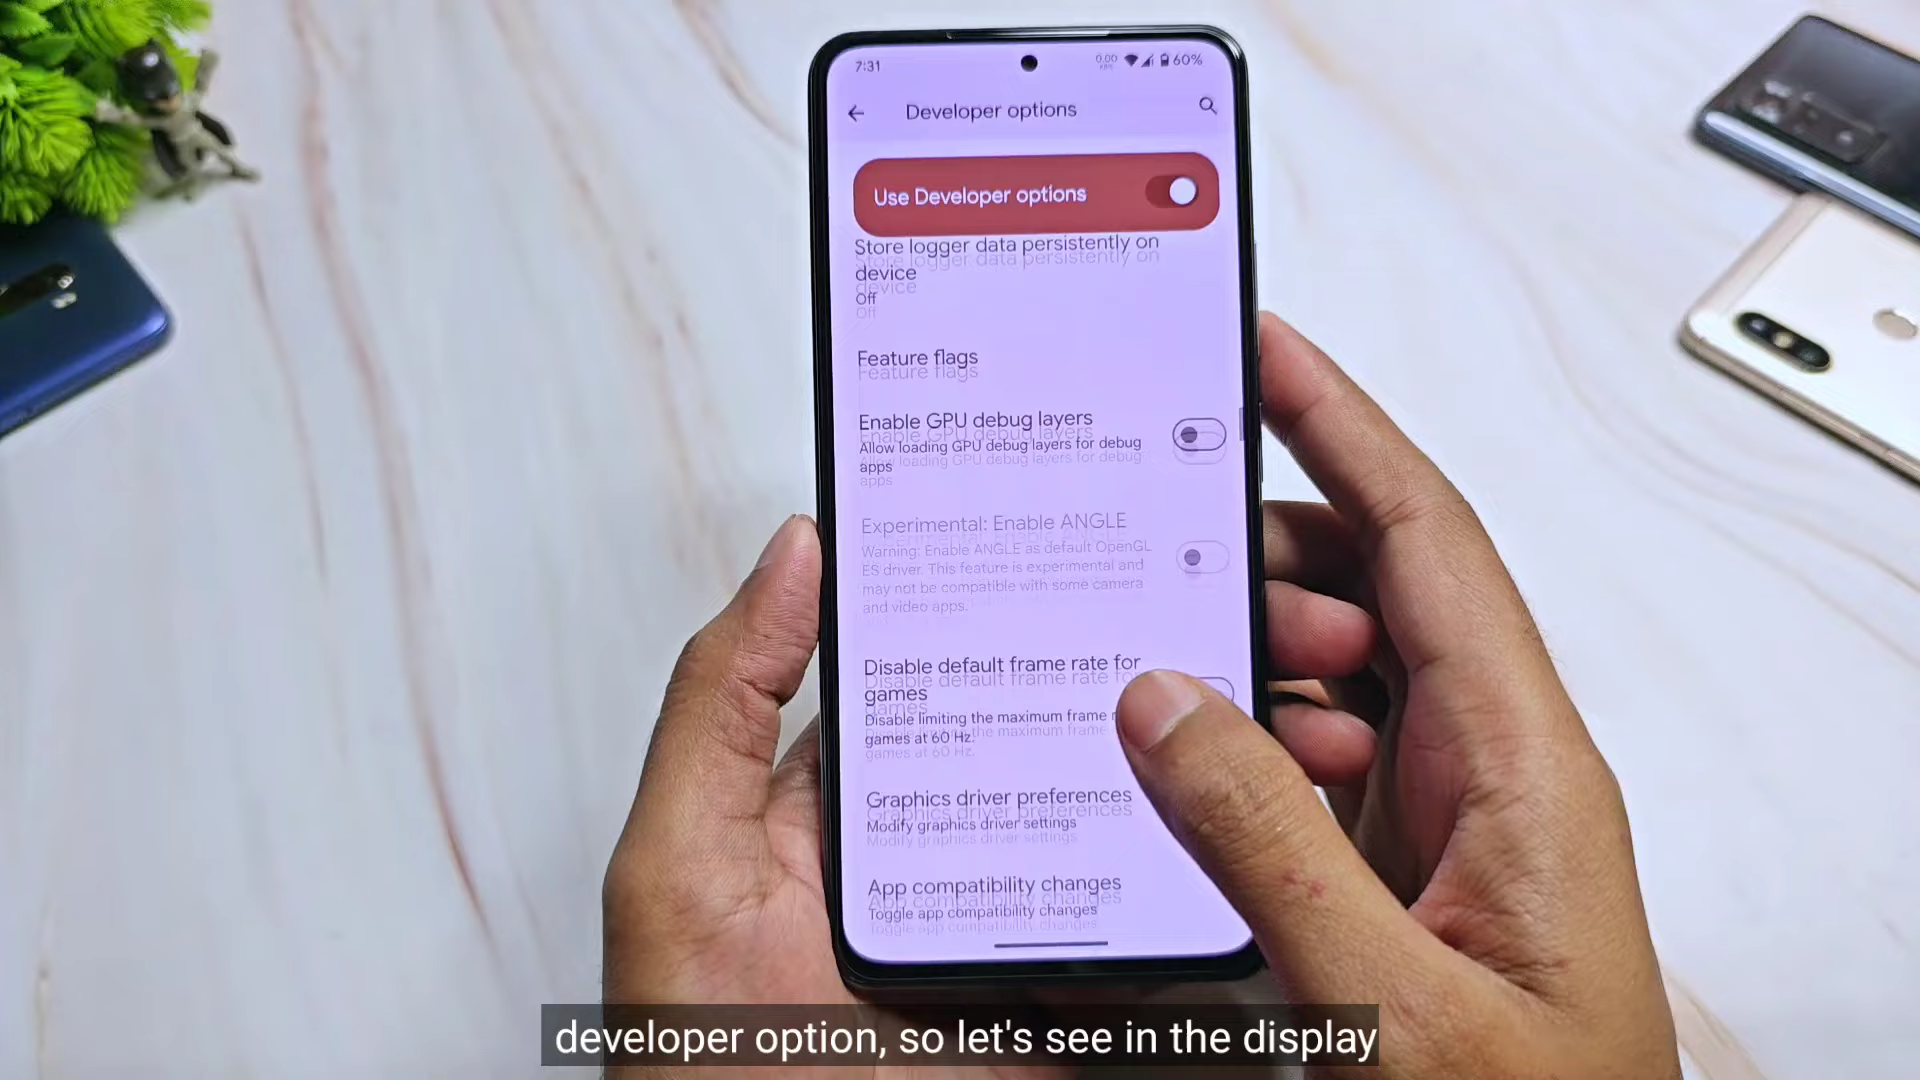 7:31
0.00
60%
Developer options
Use Developer options
Store logger data persistently on
device
Off
Feature flags
Enable GPU debug layers
Allow loading GPU debug layers for debug
apps
Experimental: Enable ANGLE
Warning: Enable ANGLE as default OpenGL
ES driver. This feature is experimental and
may not be compatible with some camera
and video apps.
Disable default frame rate for
games
Disable limiting the maximum frame
games at 60 Hz.
Graphics driver preferences
Modify graphics driver settings
App compatibility changes
Toggle app compatibility changes
developer option, so let's see in the display